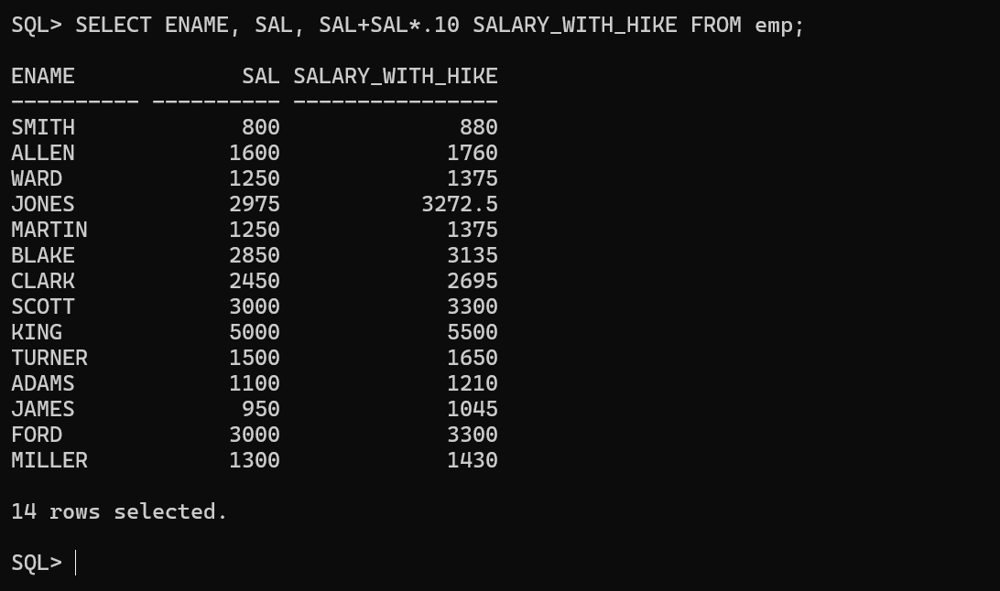 SQL> SELECT ENAME, SAL, SAL+SAL*.10 SALARY_WITH_HIKE FROM emp;
ENAME             SAL SALARY_WITH_HIKE
---------- ---------- ----------------
SMITH             800              880
ALLEN            1600             1760
WARD             1250             1375
JONES            2975           3272.5
MARTIN           1250             1375
BLAKE            2850             3135
CLARK            2450             2695
SCOTT            3000             3300
KING             5000             5500
TURNER           1500             1650
ADAMS            1100             1210
JAMES             950             1045
FORD             3000             3300
MILLER           1300             1430
14 rows selected.
SQL>